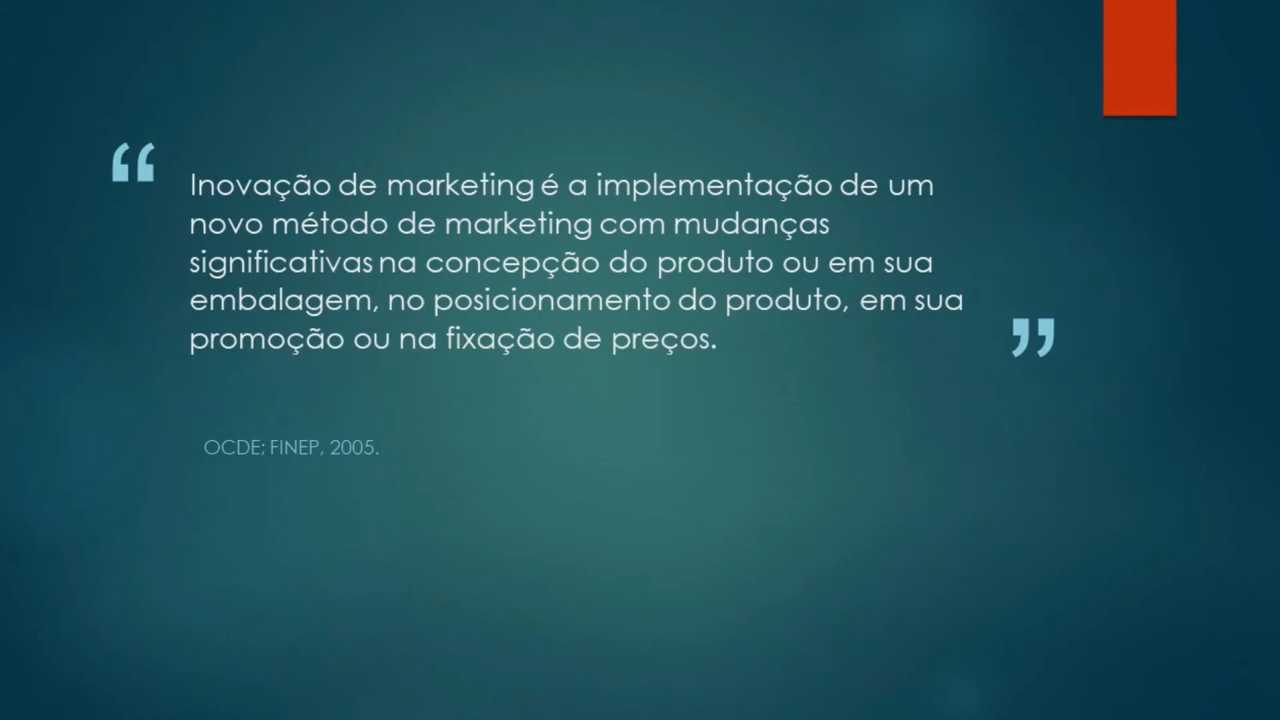 “Inovação de marketing é a implementação de um
novo método de marketing com mudanças
significativas na concepção do produto ou em sua
embalagem, no posicionamento do produto, em sua
promoção ou na fixação de preços.”
OCDE; FINEP, 2005.